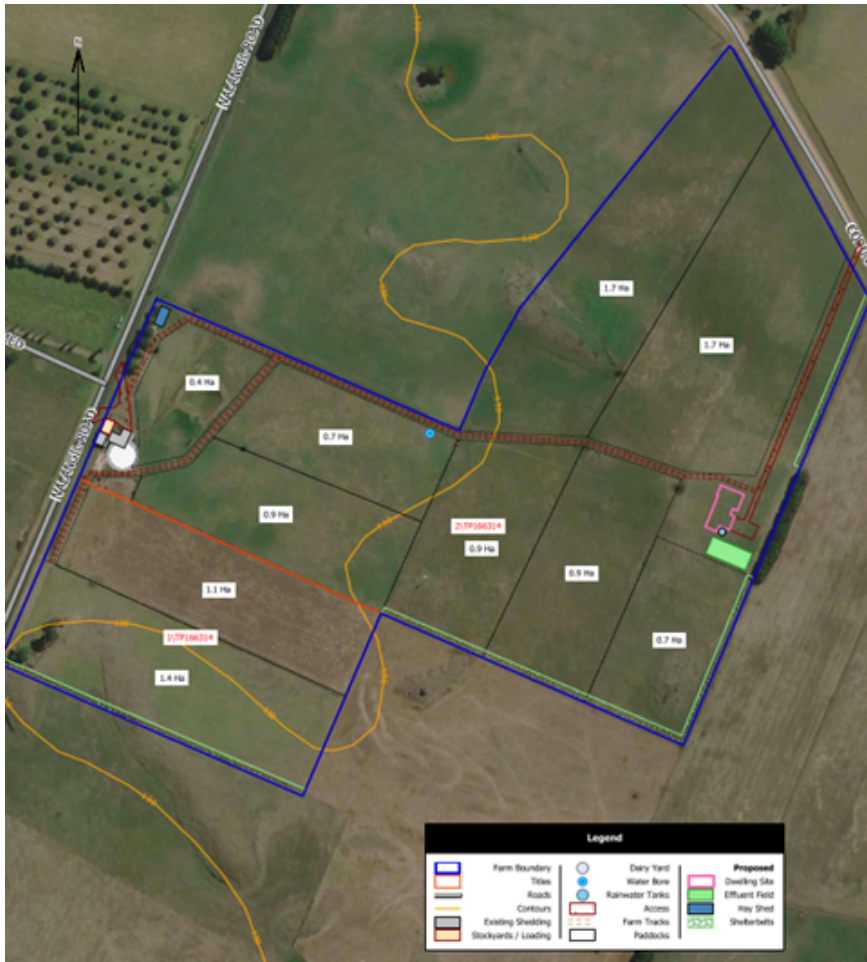 Z
1.7 Ha
1.7 Ha
0.4 Ha
0.7 Ha
0.9 Ha
2\TP166314
0.9 Ha
0.9 Ha
1.1 Ha
0.7 Ha
1\TP166314
1.4 Ha
Legend
Farm Boundary
Titles
Roads
Contours
Existing Shedding
Stockyards / Loading
Dairy Yard
Water Bore
Rainwater Tanks
Access
Farm Tracks
Paddocks
Proposed
Dwelling Site
Effluent Field
Hay Shed
Shelterbelts